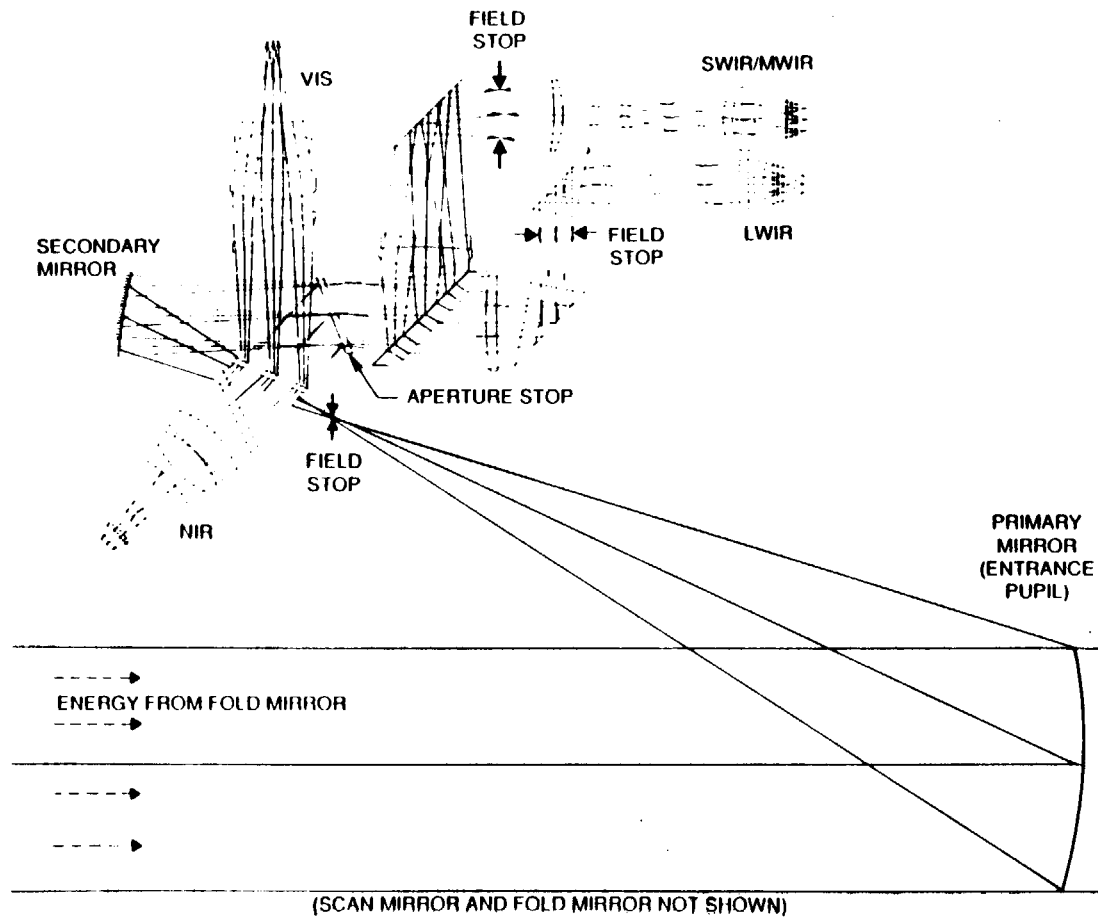 FIELD
STOP
VIS
SWIR/MWIR
SECONDARY
MIRROR
FIELD
STOP
LWIR
APERTURE STOP
FIELD
STOP
NIR
PRIMARY
MIRROR
(ENTRANCE
PUPIL)
ENERGY FROM FOLD MIRROR
(SCAN MIRROR AND FOLD MIRROR NOT SHOWN)